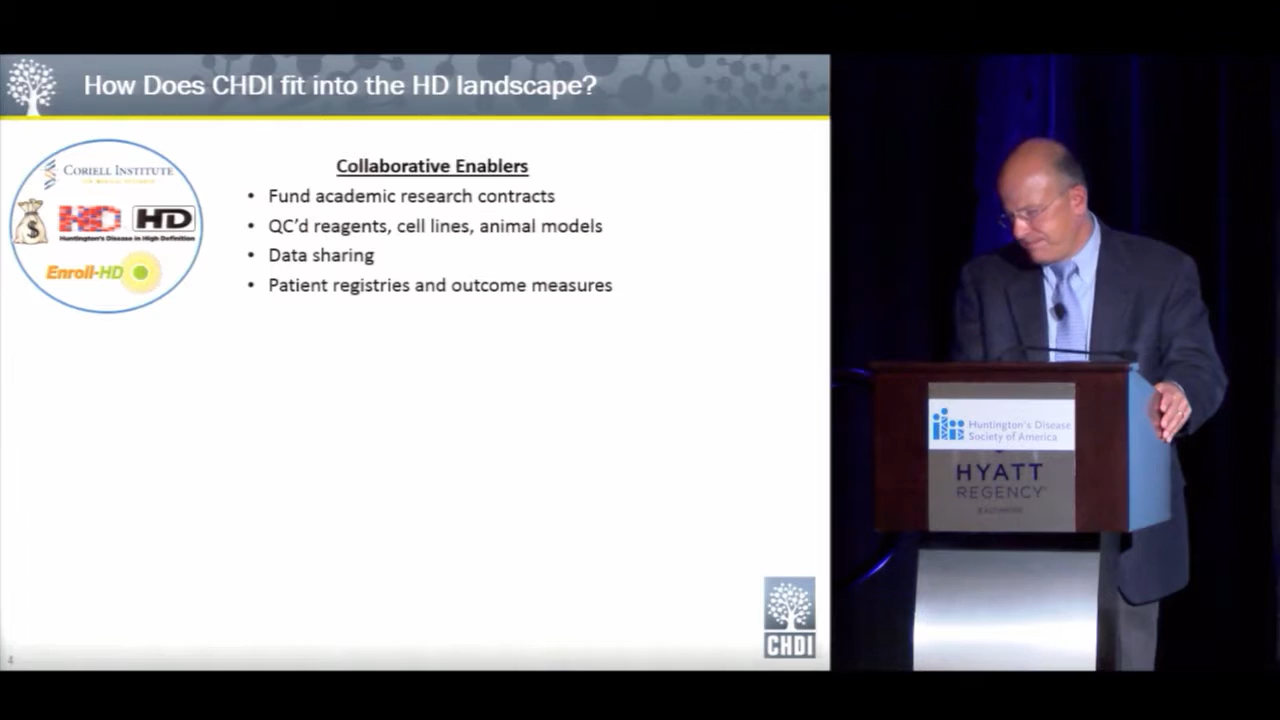 How Does CHDI fit into the HD landscape?
CORIELL INSTITUTE
$
HD HD
Huntington's Disease in High Definition
Enroll-HD
Collaborative Enablers
• Fund academic research contracts
• QC'd reagents, cell lines, animal models
• Data sharing
• Patient registries and outcome measures
CHDI
4
Huntington's Disease
Society of America
HYATT
REGENCY